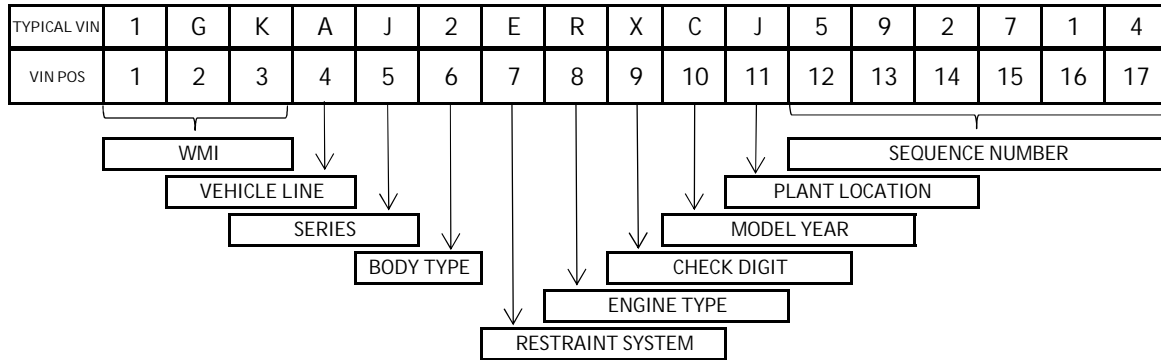 TYPICAL VIN 1 G K A J 2 E R X C J 5 9 2 7 1 4
VIN POS 1 2 3 4 5 6 7 8 9 10 11 12 13 14 15 16 17
WMI SEQUENCE NUMBER
VEHICLE LINE PLANT LOCATION
SERIES MODEL YEAR
BODY TYPE CHECK DIGIT
ENGINE TYPE
RESTRAINT SYSTEM